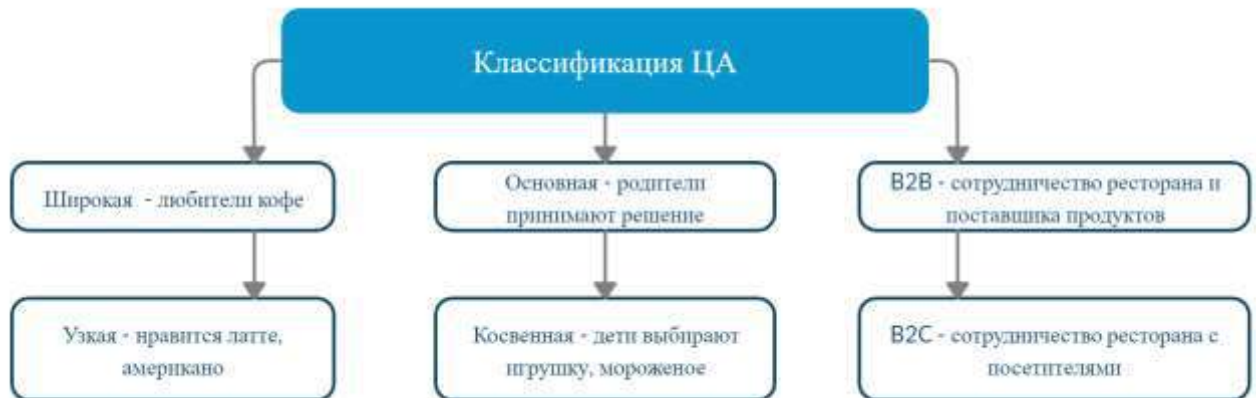 Классификация ЦА
Широкая - любители кофе
Основная - родители
принимают решение
B2B - сотрудничество ресторана и
поставщика продуктов
Узкая - нравится латте,
американо
Косвенная - дети выбирают
игрушку, мороженое
B2C - сотрудничество ресторана с
посетителями